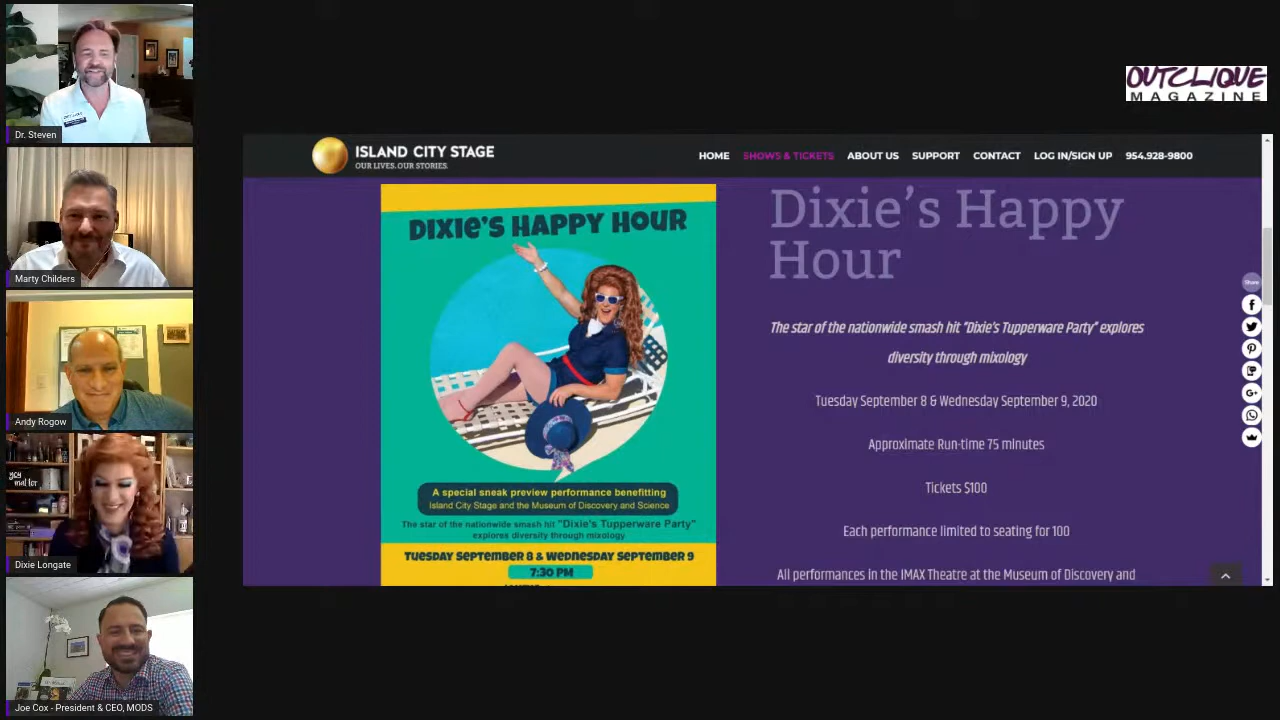 Dr. Steven
Marty Childers
Andy Rogow
you
matter
Dixie Longate
Joe Cox - President & CEO, MODS
OUTCLIQUE
MAGAZINE
ISLAND CITY STAGE
OUR LIVES. OUR STORIES.
HOME SHOWS & TICKETS ABOUT US SUPPORT CONTACT LOG IN/SIGN UP 954.928-9800
DIXIE'S HAPPY HOUR
A special sneak preview performance benefitting
Island City Stage and the Museum of Discovery and Science
The star of the nationwide smash hit "Dixie's Tupperware Party"
explores diversity through mixology
TUESDAY SEPTEMBER 8 & WEDNESDAY SEPTEMBER 9
7:30 PM
Dixie's Happy
Hour
The star of the nationwide smash hit "Dixie's Tupperware Party" explores
diversity through mixology
Tuesday September 8 & Wednesday September 9, 2020
Approximate Run-time 75 minutes
Tickets $100
Each performance limited to seating for 100
All performances in the IMAX Theatre at the Museum of Discovery and
Share